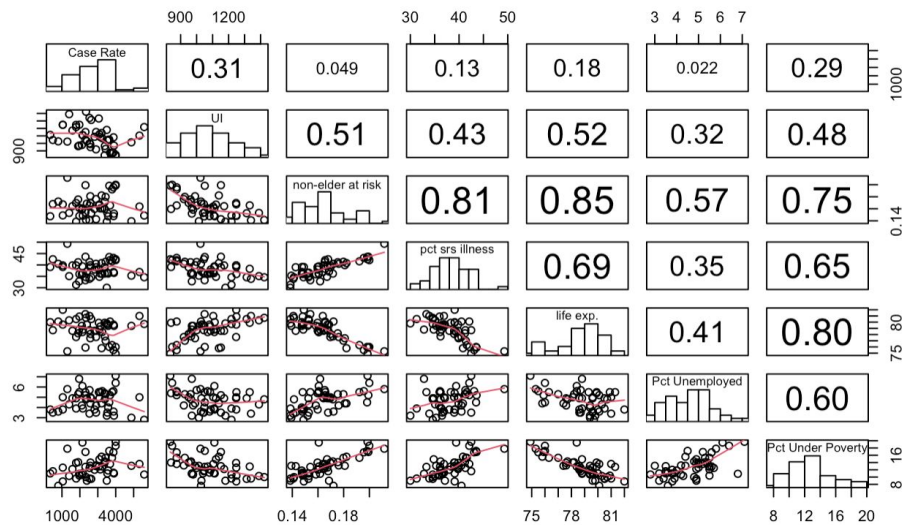 900 1200 30 40 50 3 4 5 6 7
Case Rate 0.31 0.049 0.13 0.18 0.022 0.29 1000
900 UI 0.51 0.43 0.52 0.32 0.48
non-elder at risk 0.81 0.85 0.57 0.75 0.14
30 45 pct srs illness 0.69 0.35 0.65
life exp. 0.41 0.80 75 80
3 6 Pct Unemployed 0.60
Pct Under Poverty 8 16
1000 4000 0.14 0.18 75 78 81 8 12 16 20